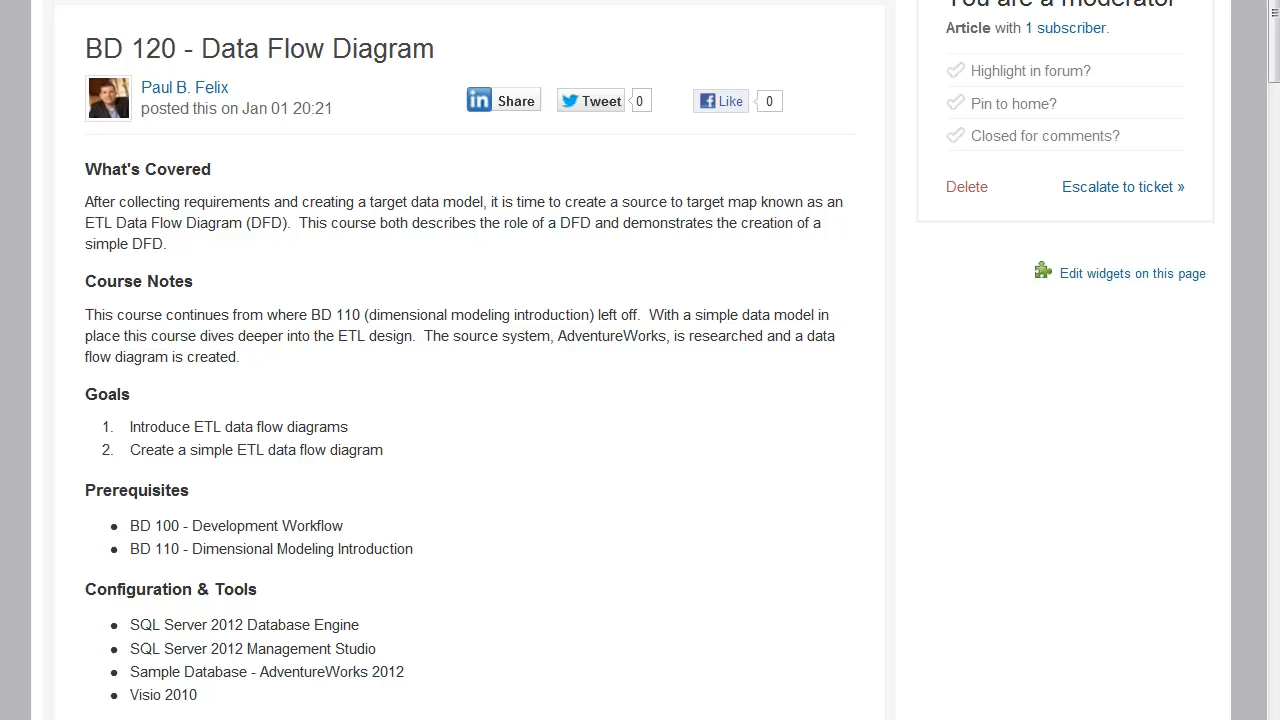 You are a moderator
BD 120 - Data Flow Diagram
Article with 1 subscriber.
Paul B. Felix
posted this on Jan 01 20:21
in Share
Tweet 0
Like 0
Highlight in forum?
Pin to home?
Closed for comments?
Delete
Escalate to ticket »
Edit widgets on this page
What's Covered
After collecting requirements and creating a target data model, it is time to create a source to target map known as an
ETL Data Flow Diagram (DFD).  This course both describes the role of a DFD and demonstrates the creation of a
simple DFD.
Course Notes
This course continues from where BD 110 (dimensional modeling introduction) left off.  With a simple data model in
place this course dives deeper into the ETL design.  The source system, AdventureWorks, is researched and a data
flow diagram is created.
Goals
1. Introduce ETL data flow diagrams
2. Create a simple ETL data flow diagram
Prerequisites
● BD 100 - Development Workflow
● BD 110 - Dimensional Modeling Introduction
Configuration & Tools
● SQL Server 2012 Database Engine
● SQL Server 2012 Management Studio
● Sample Database - AdventureWorks 2012
● Visio 2010